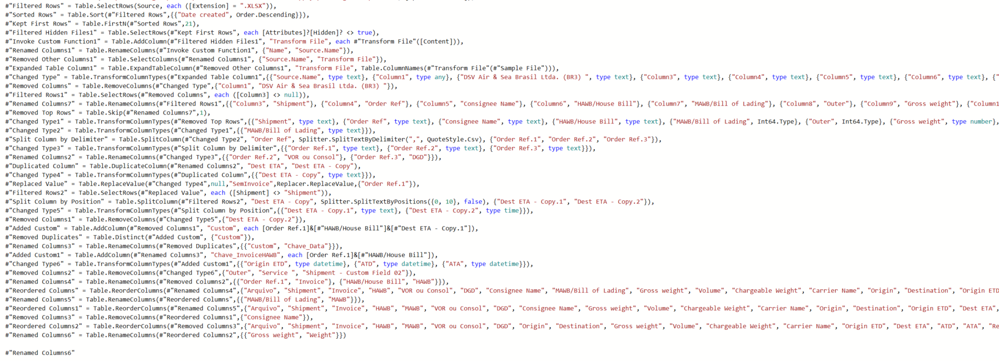 #"Filtered Rows" = Table.SelectRows(Source, each ([Extension] = ".XLSX")),
#"Sorted Rows" = Table.Sort(#"Filtered Rows",{{"Date created", Order.Descending}}),
#"Kept First Rows" = Table.FirstN(#"Sorted Rows",21),
#"Filtered Hidden Files1" = Table.SelectRows(#"Kept First Rows", each [Attributes]?[Hidden]? <> true),
#"Invoke Custom Function1" = Table.AddColumn(#"Filtered Hidden Files1", "Transform File", each #"Transform File"([Content])),
#"Renamed Columns1" = Table.RenameColumns(#"Invoke Custom Function1", {"Name", "Source.Name"}),
#"Removed Other Columns1" = Table.SelectColumns(#"Renamed Columns1", {"Source.Name", "Transform File"}),
#"Expanded Table Column1" = Table.ExpandTableColumn(#"Removed Other Columns1", "Transform File", Table.ColumnNames(#"Transform File"(#"Sample File"))),
#"Changed Type" = Table.TransformColumnTypes(#"Expanded Table Column1",{{"Source.Name", type text}, {"Column1", type any}, {"DSV Air & Sea Brasil Ltda. (BR3) ", type text}, {"Column3", type text}, {"Column4", type text}, {"Column5", type text}, {"Column6", type text}, {"
#"Removed Columns" = Table.RemoveColumns(#"Changed Type",{"Column1", "DSV Air & Sea Brasil Ltda. (BR3) "}),
#"Filtered Rows1" = Table.SelectRows(#"Removed Columns", each ([Column3] <> null)),
#"Renamed Columns7" = Table.RenameColumns(#"Filtered Rows1",{{"Column3", "Shipment"}, {"Column4", "Order Ref"}, {"Column5", "Consignee Name"}, {"Column6", "HAWB/House Bill"}, {"Column7", "MAWB/Bill of Lading"}, {"Column8", "Outer"}, {"Column9", "Gross weight"}, {"Column1
#"Removed Top Rows" = Table.Skip(#"Renamed Columns7",1),
#"Changed Type1" = Table.TransformColumnTypes(#"Removed Top Rows",{{"Shipment", type text}, {"Order Ref", type text}, {"Consignee Name", type text}, {"HAWB/House Bill", type text}, {"MAWB/Bill of Lading", Int64.Type}, {"Outer", Int64.Type}, {"Gross weight", type number},
#"Changed Type2" = Table.TransformColumnTypes(#"Changed Type1",{{"MAWB/Bill of Lading", type text}}),
#"Split Column by Delimiter" = Table.SplitColumn(#"Changed Type2", "Order Ref", Splitter.SplitTextByDelimiter(",", QuoteStyle.Csv), {"Order Ref.1", "Order Ref.2", "Order Ref.3"}),
#"Changed Type3" = Table.TransformColumnTypes(#"Split Column by Delimiter",{{"Order Ref.1", type text}, {"Order Ref.2", type text}, {"Order Ref.3", type text}}),
#"Renamed Columns2" = Table.RenameColumns(#"Changed Type3",{{"Order Ref.2", "VOR ou Consol"}, {"Order Ref.3", "DGD"}}),
#"Duplicated Column" = Table.DuplicateColumn(#"Renamed Columns2", "Dest ETA", "Dest ETA - Copy"),
#"Changed Type4" = Table.TransformColumnTypes(#"Duplicated Column",{{"Dest ETA - Copy", type text}}),
#"Replaced Value" = Table.ReplaceValue(#"Changed Type4",null,"SemInvoice",Replacer.ReplaceValue,{"Order Ref.1"}),
#"Filtered Rows2" = Table.SelectRows(#"Replaced Value", each ([Shipment] <> "Shipment")),
#"Split Column by Position" = Table.SplitColumn(#"Filtered Rows2", "Dest ETA - Copy", Splitter.SplitTextByPositions({0, 10}, false), {"Dest ETA - Copy.1", "Dest ETA - Copy.2"}),
#"Changed Type5" = Table.TransformColumnTypes(#"Split Column by Position",{{"Dest ETA - Copy.1", type text}, {"Dest ETA - Copy.2", type time}}),
#"Removed Columns1" = Table.RemoveColumns(#"Changed Type5",{"Dest ETA - Copy.2"}),
#"Added Custom" = Table.AddColumn(#"Removed Columns1", "Custom", each [Order Ref.1]&[#"HAWB/House Bill"]&[#"Dest ETA - Copy.1"]),
#"Removed Duplicates" = Table.Distinct(#"Added Custom", {"Custom"}),
#"Renamed Columns3" = Table.RenameColumns(#"Removed Duplicates",{{"Custom", "Chave_Data"}}),
#"Added Custom1" = Table.AddColumn(#"Renamed Columns3", "Chave_InvoiceHAWB", each [Order Ref.1]&[#"HAWB/House Bill"]),
#"Changed Type6" = Table.TransformColumnTypes(#"Added Custom1",{{"Origin ETD", type datetime}, {"ATD", type datetime}, {"ATA", type datetime}}),
#"Removed Columns2" = Table.RemoveColumns(#"Changed Type6",{"Outer", "Service ", "Shipment - Custom Field 02"}),
#"Renamed Columns4" = Table.RenameColumns(#"Removed Columns2",{{"Order Ref.1", "Invoice"}, {"HAWB/House Bill", "HAWB"}}),
#"Reordered Columns" = Table.ReorderColumns(#"Renamed Columns4",{"Arquivo", "Shipment", "Invoice", "HAWB", "VOR ou Consol", "DGD", "Consignee Name", "MAWB/Bill of Lading", "Gross weight", "Volume", "Chargeable Weight", "Carrier Name", "Origin", "Destination", "Origin ETD
#"Renamed Columns5" = Table.RenameColumns(#"Reordered Columns",{{"MAWB/Bill of Lading", "MAWB"}}),
#"Reordered Columns1" = Table.ReorderColumns(#"Renamed Columns5",{"Arquivo", "Shipment", "Invoice", "HAWB", "MAWB", "VOR ou Consol", "DGD", "Consignee Name", "Gross weight", "Volume", "Chargeable Weight", "Carrier Name", "Origin", "Destination", "Origin ETD", "Dest ETA",
#"Removed Columns3" = Table.RemoveColumns(#"Reordered Columns1",{"Consignee Name"}),
#"Reordered Columns2" = Table.ReorderColumns(#"Removed Columns3",{"Arquivo", "Shipment", "Invoice", "HAWB", "MAWB", "VOR ou Consol", "DGD", "Origin", "Destination", "Gross weight", "Volume", "Chargeable Weight", "Carrier Name", "Origin ETD", "Dest ETA", "ATD", "ATA", "Re
#"Renamed Columns6" = Table.RenameColumns(#"Reordered Columns2",{{"Gross weight", "Weight"}})
#"Renamed Columns6"